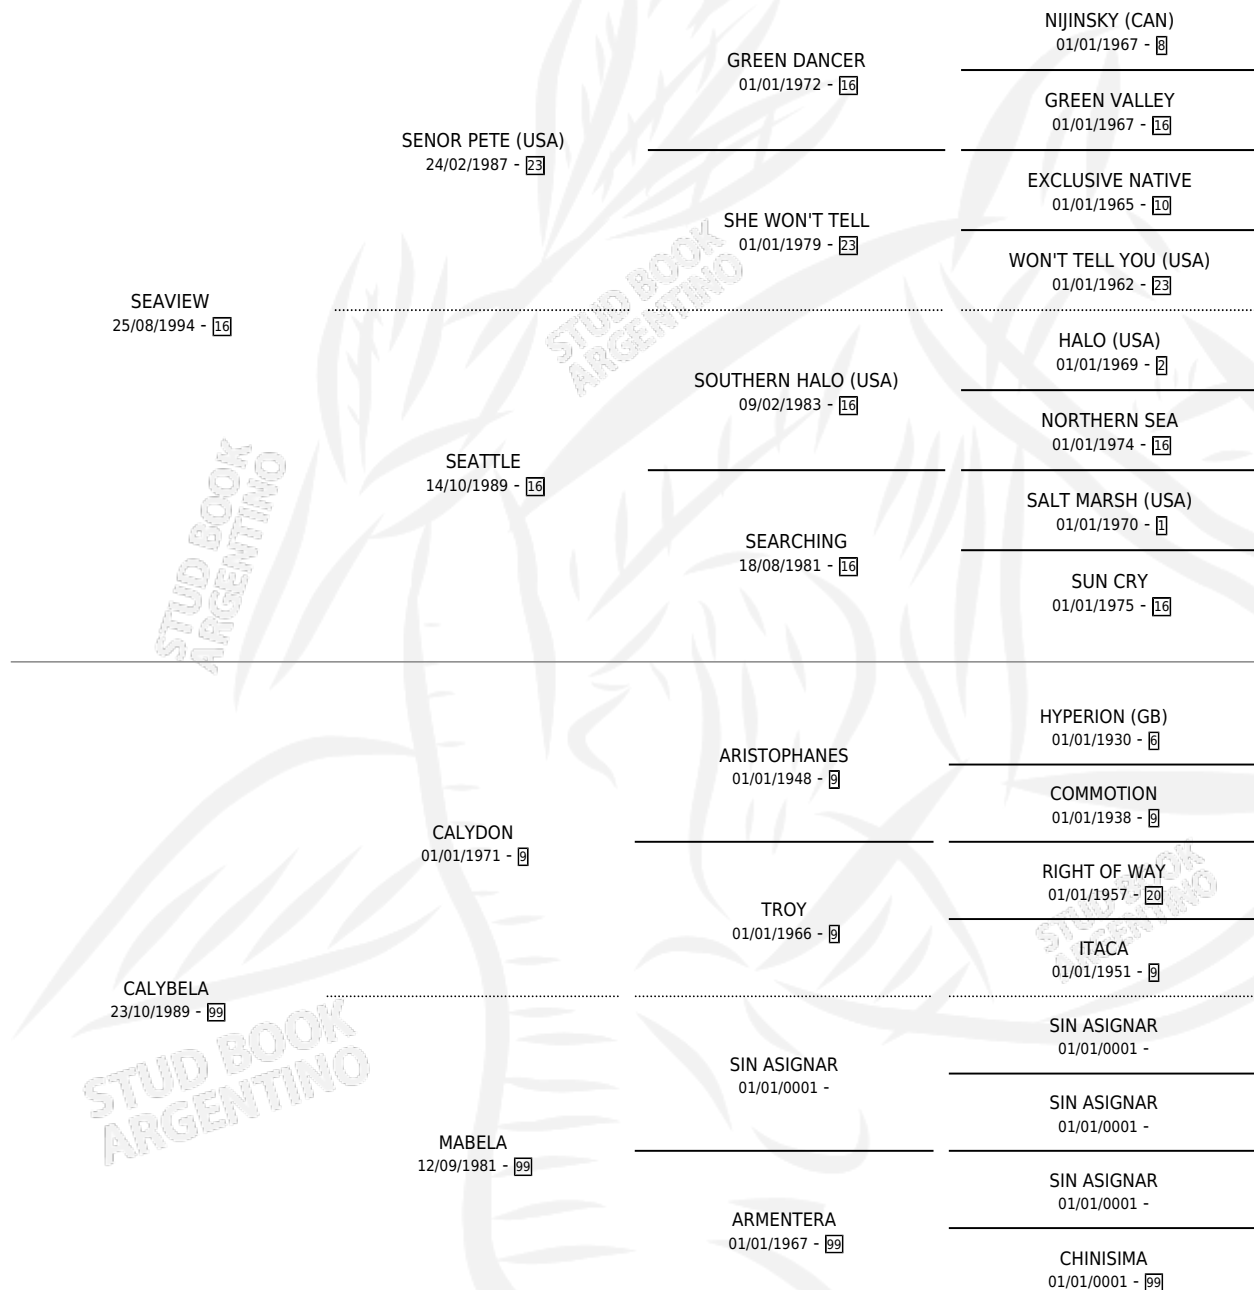 NIJINSKY (CAN)
01/01/1967 - 8
GREEN DANCER
01/01/1972 - 16
GREEN VALLEY
01/01/1967 - 16
SENOR PETE (USA)
24/02/1987 - 23
EXCLUSIVE NATIVE
01/01/1965 - 10
SHE WON'T TELL
01/01/1979 - 23
WON'T TELL YOU (USA)
01/01/1962 - 23
SEAVIEW
25/08/1994 - 16
HALO (USA)
01/01/1969 - 2
SOUTHERN HALO (USA)
09/02/1983 - 16
NORTHERN SEA
01/01/1974 - 16
SEATTLE
14/10/1989 - 16
SALT MARSH (USA)
01/01/1970 - 1
SEARCHING
18/08/1981 - 16
SUN CRY
01/01/1975 - 16
HYPERION (GB)
01/01/1930 - 6
ARISTOPHANES
01/01/1948 - 9
COMMOTION
01/01/1938 - 9
CALYDON
01/01/1971 - 9
RIGHT OF WAY
01/01/1957 - 20
TROY
01/01/1966 - 9
ITACA
01/01/1951 - 9
CALYBELA
23/10/1989 - 99
SIN ASIGNAR
01/01/0001 -
SIN ASIGNAR
01/01/0001 -
SIN ASIGNAR
01/01/0001 -
MABELA
12/09/1981 - 99
SIN ASIGNAR
01/01/0001 -
ARMENTERA
01/01/1967 - 99
CHINISIMA
01/01/0001 - 99
STUD BOOK
ARGENTINO
STUD BOOK
ARGENTINO
STUD BOOK
ARGENTINO
STUD BOOK
ARGENTINO